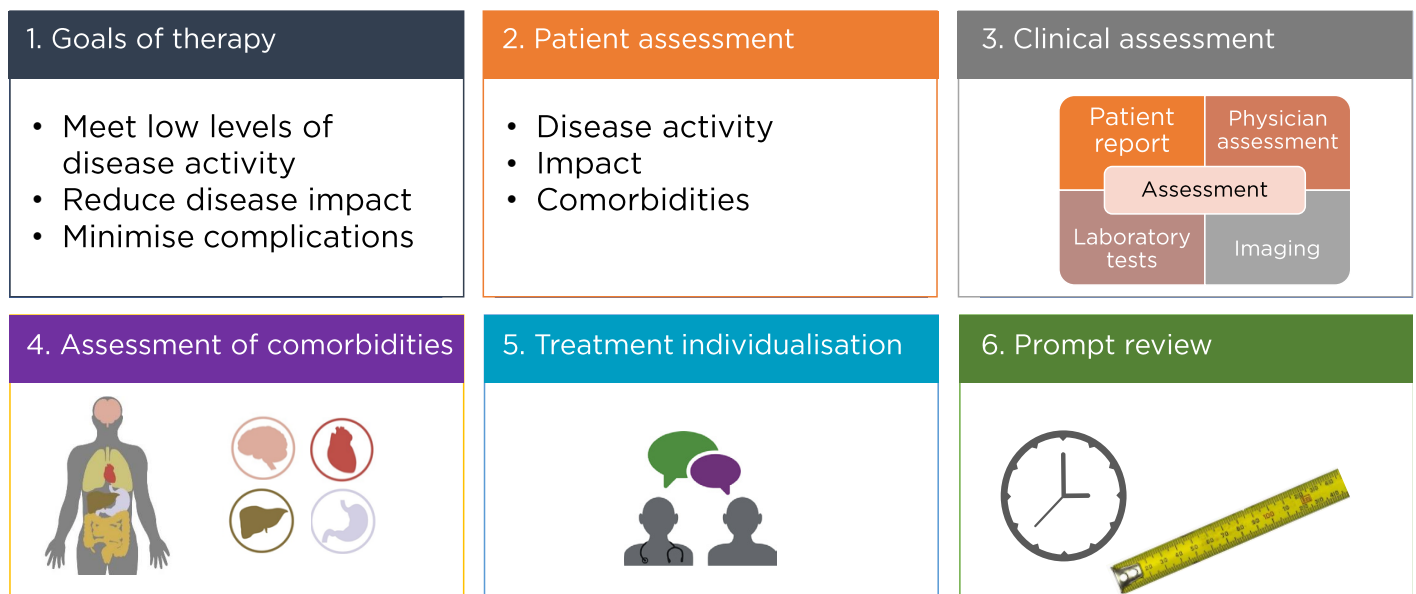 1. Goals of therapy
• Meet low levels of
disease activity
• Reduce disease impact
• Minimise complications
2. Patient assessment
• Disease activity
• Impact
• Comorbidities
3. Clinical assessment
Patient
report
Physician
assessment
Assessment
Laboratory
tests
Imaging
4. Assessment of comorbidities
5. Treatment individualisation
6. Prompt review